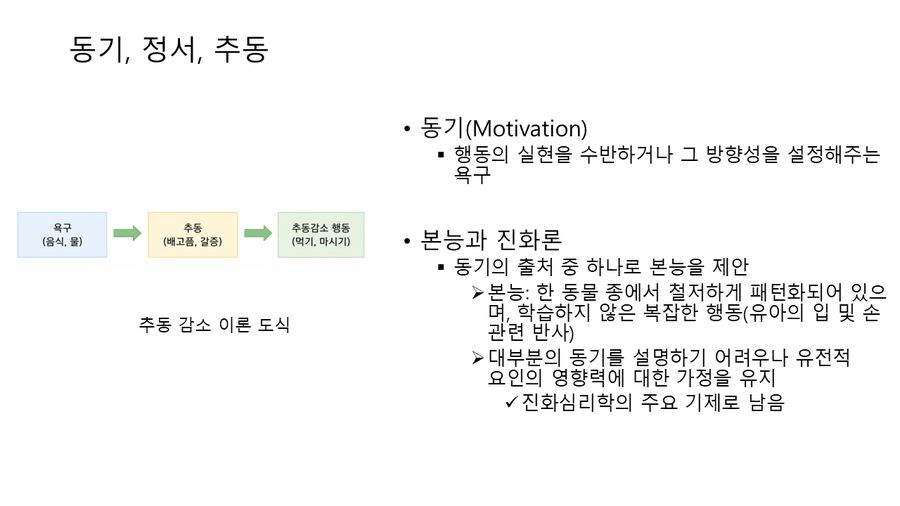 동기, 정서, 추동
욕구
(음식, 물)
추동
(배고픔, 갈증)
추동감소 행동
(먹기, 마시기)
추동 감소 이론 도식
• 동기(Motivation)
▪ 행동의 실현을 수반하거나 그 방향성을 설정해주는
욕구
• 본능과 진화론
▪ 동기의 출처 중 하나로 본능을 제안
➢본능: 한 동물 종에서 철저하게 패턴화되어 있으
며, 학습하지 않은 복잡한 행동(유아의 입 및 손
관련 반사)
➢대부분의 동기를 설명하기 어려우나 유전적
요인의 영향력에 대한 가정을 유지
✓진화심리학의 주요 기제로 남음